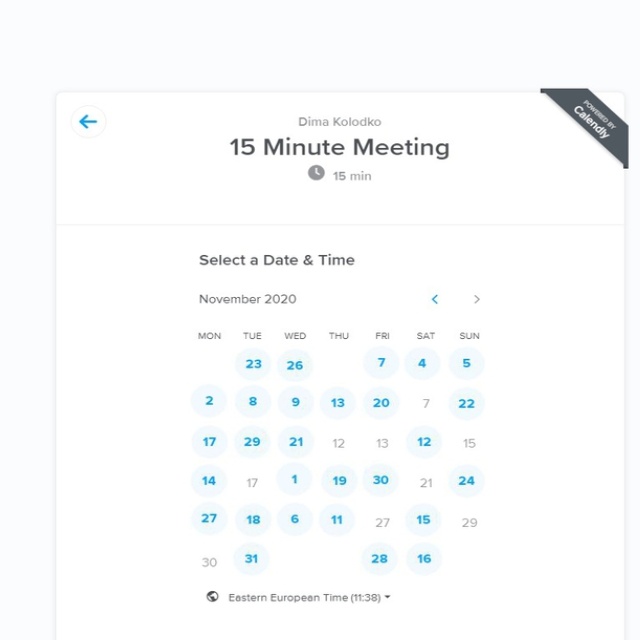 POWERED BY
Calendly
Dima Kolodko
15 Minute Meeting
15 min
Select a Date & Time
November 2020
MON TUE WED THU FRI SAT SUN
23 26 7 4 5
2 8 9 13 20 7 22
17 29 21 12 13 12 15
14 17 1 19 30 21 24
27 18 6 11 27 15 29
30 31 28 16
Eastern European Time (11:38)